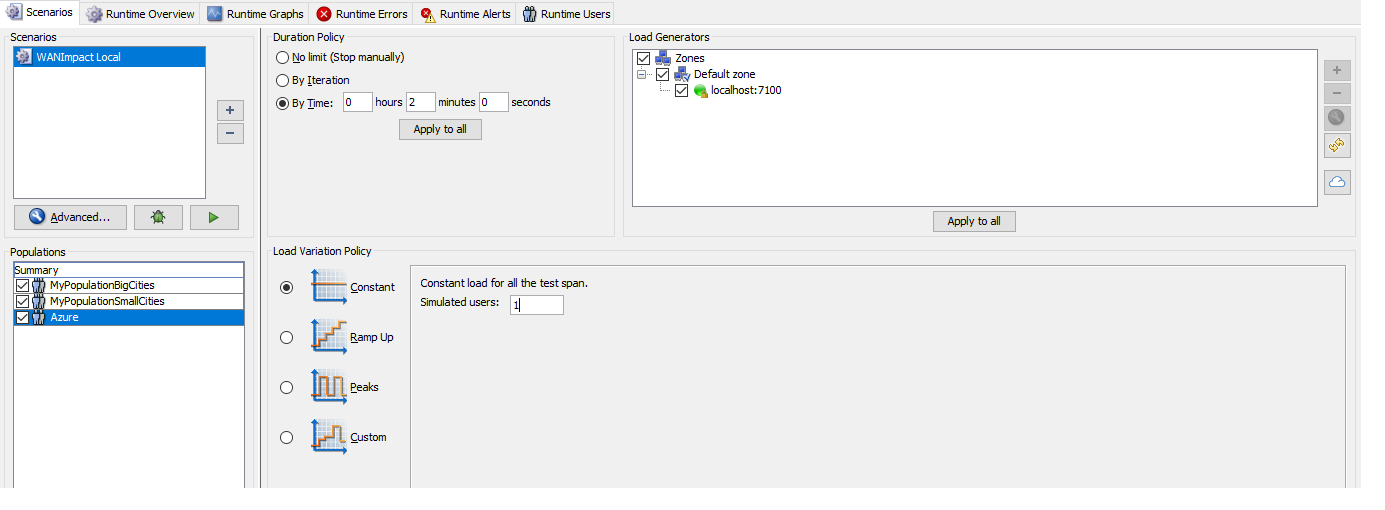 Scenarios
Runtime Overview
Runtime Graphs
Runtime Errors
Runtime Alerts
Runtime Users
Scenarios
WANImpact Local
+
−
Advanced...
Populations
Summary
MyPopulationBigCities
MyPopulationSmallCities
Azure
Duration Policy
No limit (Stop manually)
By Iteration
By Time: 0 hours 2 minutes 0 seconds
Apply to all
Load Generators
Zones
Default zone
localhost:7100
+
−
Apply to all
Load Variation Policy
Constant
Ramp Up
Peaks
Custom
Constant load for all the test span.
Simulated users: 1